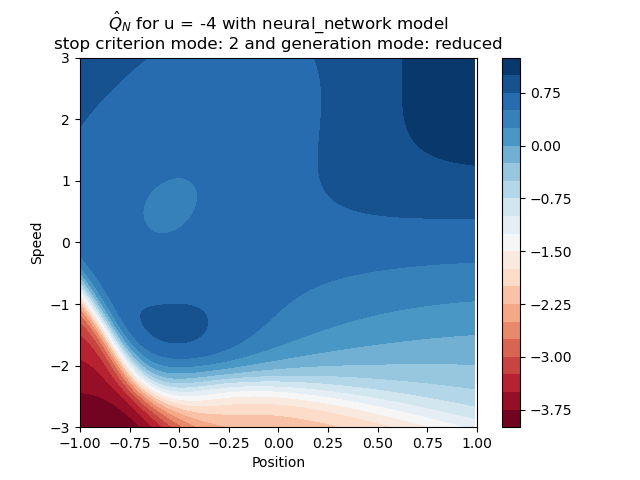 Q̂_N for u = -4 with neural_network model
stop criterion mode: 2 and generation mode: reduced
3
2
1
0
−1
−2
−3
Speed
−1.00 −0.75 −0.50 −0.25 0.00 0.25 0.50 0.75 1.00
Position
0.75
0.00
−0.75
−1.50
−2.25
−3.00
−3.75